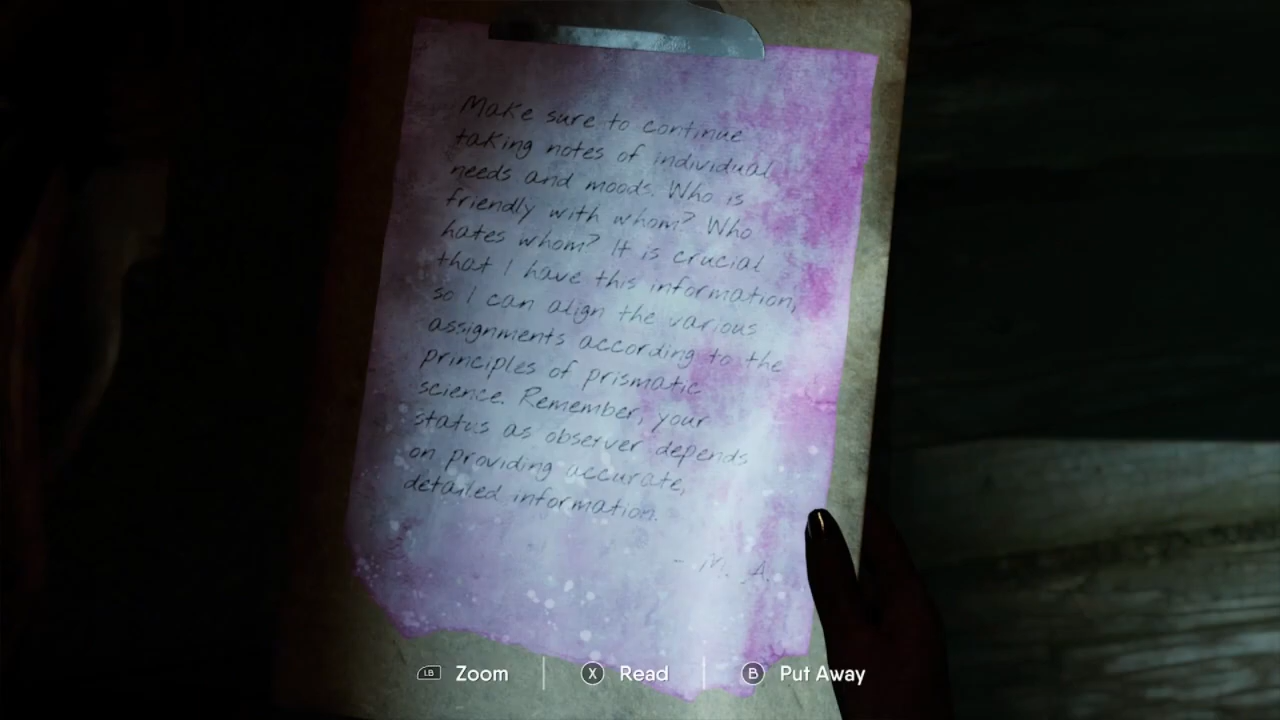 Make sure to continue
taking notes of individual
needs and moods. Who is
friendly with whom? Who
hates whom? It is crucial
that I have this information,
so I can align the various
assignments according to the
principles of prismatic
science. Remember, your
status as observer depends
on providing accurate,
detailed information.
- M. A.
LB Zoom X Read B Put Away